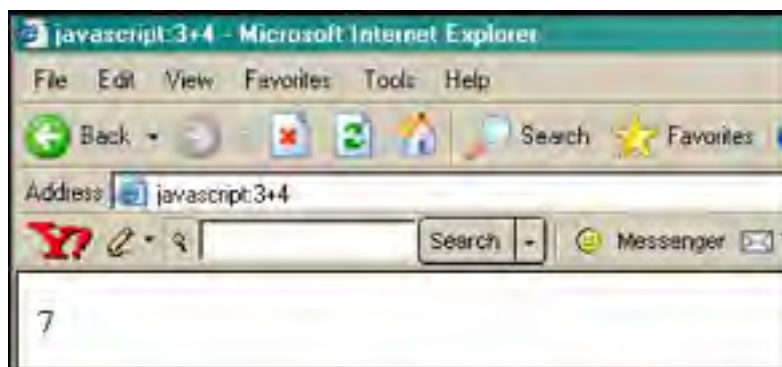 javascript:3+4 - Microsoft Internet Explorer
File Edit View Favorites Tools Help
Back Search Favorites
Address javascript:3+4
Y! Search Messenger
7